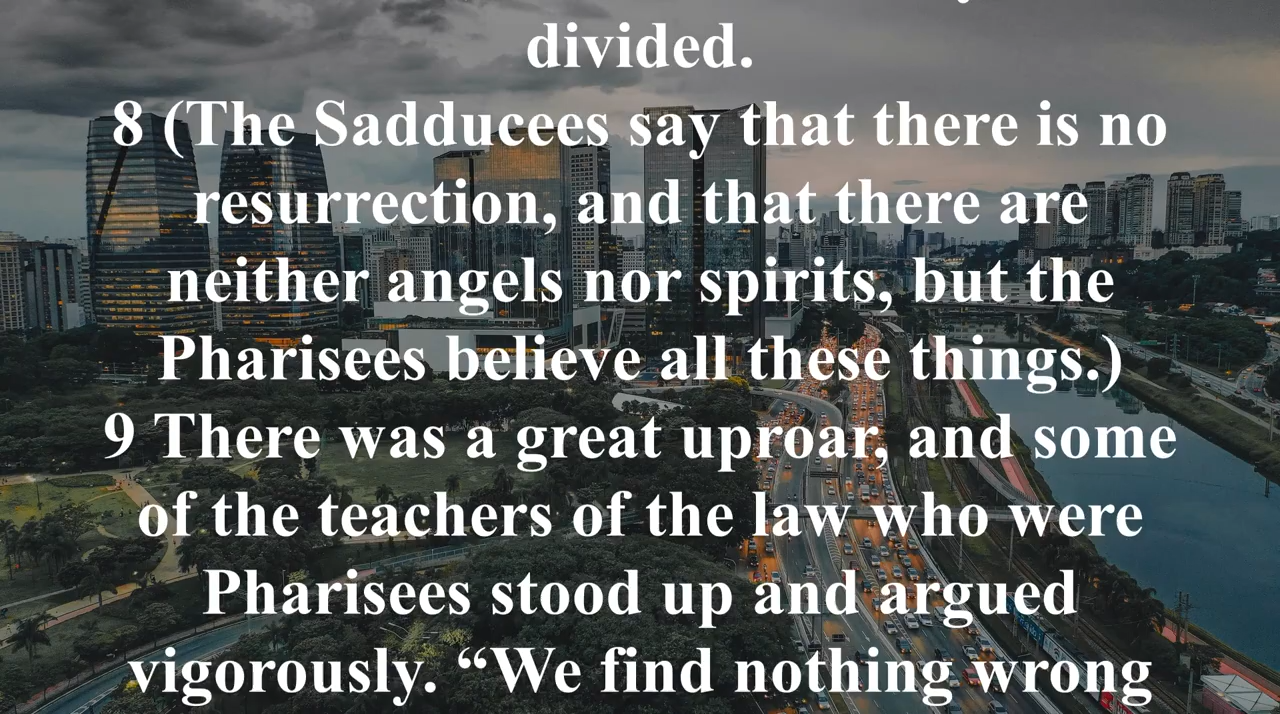 divided.
8 (The Sadducees say that there is no
resurrection, and that there are
neither angels nor spirits, but the
Pharisees believe all these things.)
9 There was a great uproar, and some
of the teachers of the law who were
Pharisees stood up and argued
vigorously. “We find nothing wrong